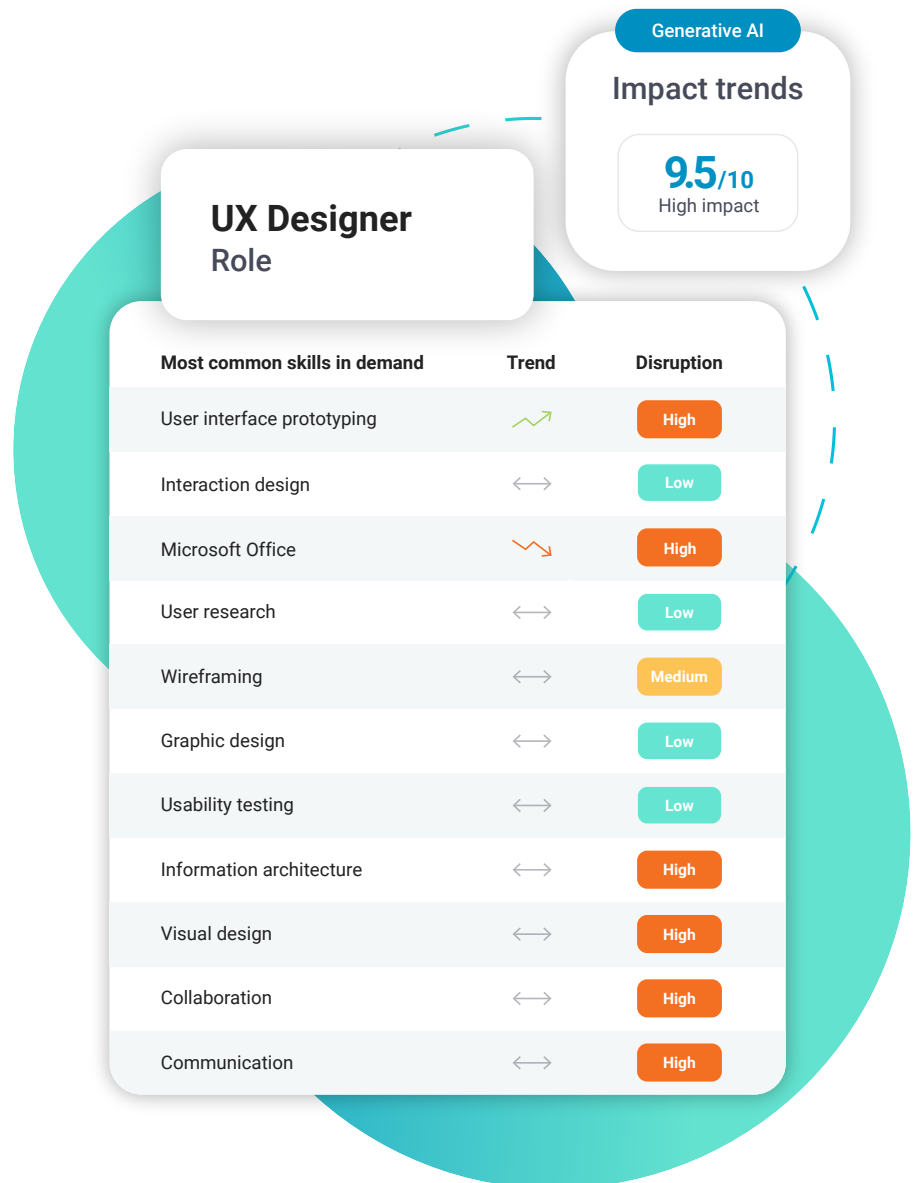 Generative AI
Impact trends
9.5/10
High impact
UX Designer
Role
Most common skills in demand Trend Disruption
User interface prototyping High
Interaction design Low
Microsoft Office High
User research Low
Wireframing Medium
Graphic design Low
Usability testing Low
Information architecture High
Visual design High
Collaboration High
Communication High